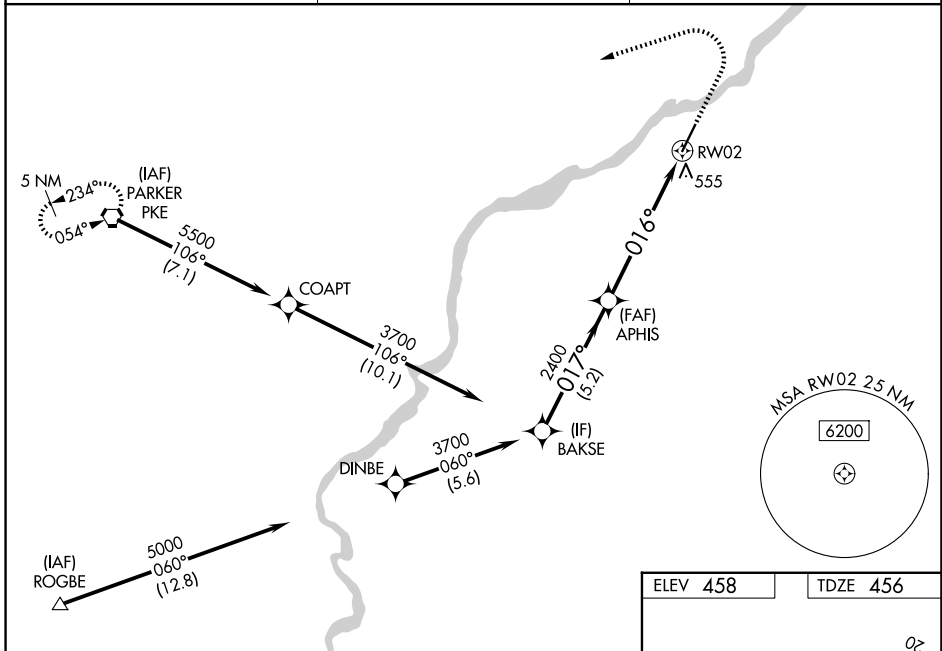 RW02
555
5 NM
234°
054°
(IAF)
PARKER
PKE
5500
106°
(7.1)
COAPT
016°
(FAF)
APHIS
3700
106°
(10.1)
2400
017°
(5.2)
(IF)
BAKSE
DINBE
3700
060°
(5.6)
MSA RW02 25 NM
6200
(IAF)
ROGBE
5000
060°
(12.8)
ELEV 458
TDZE 456
20